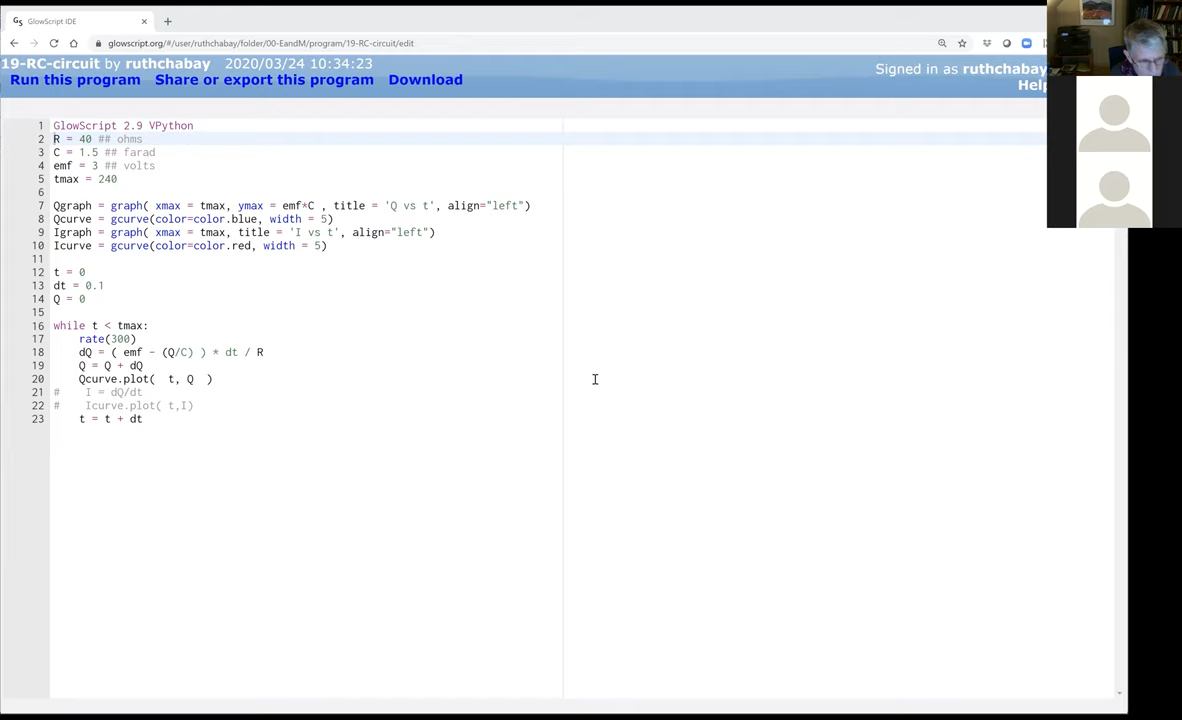 GS GlowScript IDE
glowscript.org/#/user/ruthchabay/folder/00-EandM/program/19-RC-circuit/edit
19-RC-circuit by ruthchabay 2020/03/24 10:34:23
Signed in as ruthchabay
Run this program Share or export this program Download
Help
1 GlowScript 2.9 VPython
2 R = 40 ## ohms
3 C = 1.5 ## farad
4 emf = 3 ## volts
5 tmax = 240
6
7 Qgraph = graph( xmax = tmax, ymax = emf*C , title = 'Q vs t', align="left")
8 Qcurve = gcurve(color=color.blue, width = 5)
9 Igraph = graph( xmax = tmax, title = 'I vs t', align="left")
10 Icurve = gcurve(color=color.red, width = 5)
11
12 t = 0
13 dt = 0.1
14 Q = 0
15
16 while t < tmax:
17     rate(300)
18     dQ = ( emf - (Q/C) ) * dt / R
19     Q = Q + dQ
20     Qcurve.plot(  t, Q  )
21 #    I = dQ/dt
22 #    Icurve.plot( t,I)
23     t = t + dt